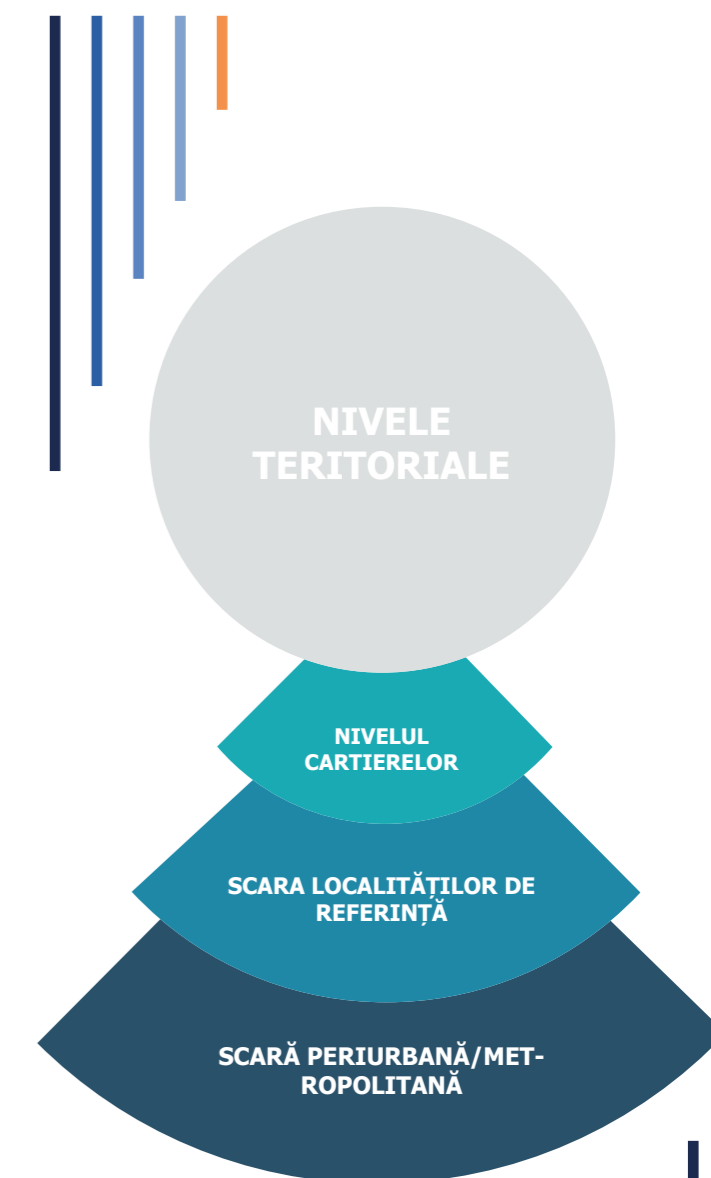 NIVELE
TERITORIALE
NIVELUL
CARTIERELOR
SCARA LOCALITĂȚILOR DE
REFERINȚĂ
SCARĂ PERIURBANĂ/MET-
ROPOLITANĂ